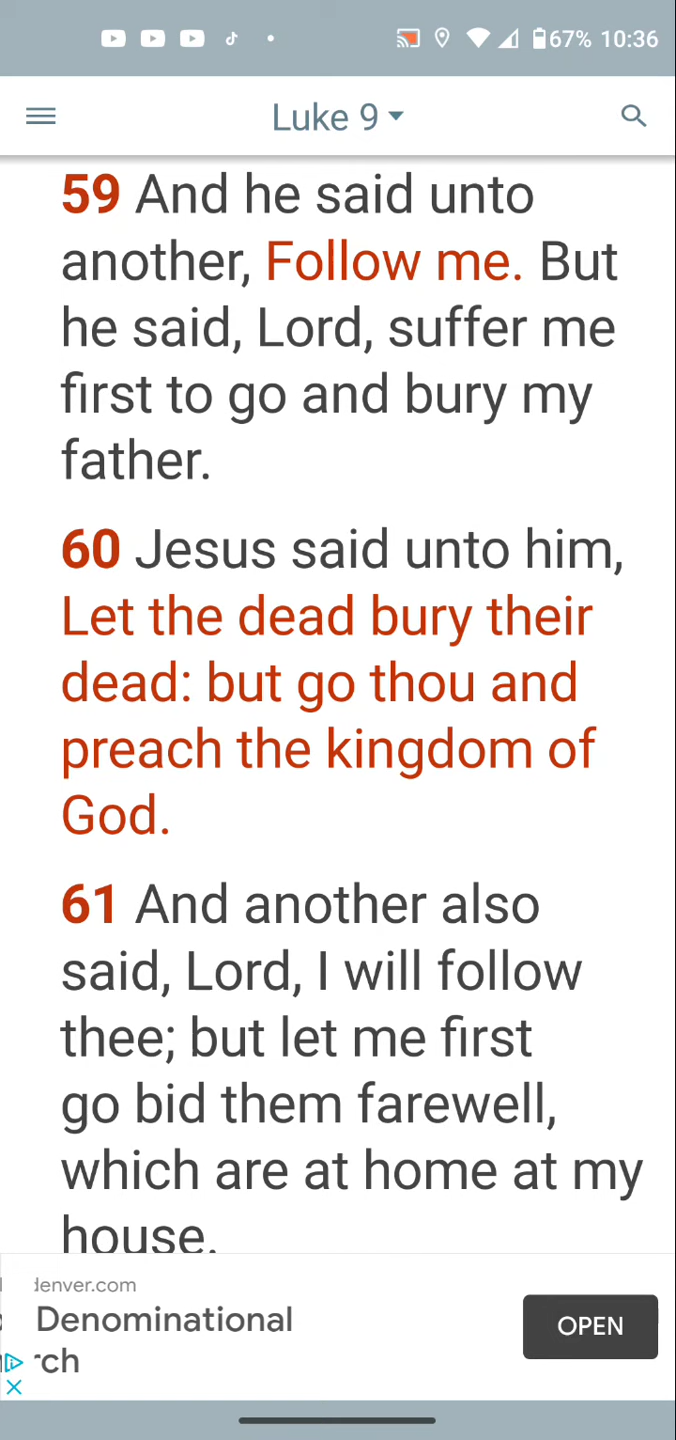 67% 10:36
Luke 9
59 And he said unto
another, Follow me. But
he said, Lord, suffer me
first to go and bury my
father.
60 Jesus said unto him,
Let the dead bury their
dead: but go thou and
preach the kingdom of
God.
61 And another also
said, Lord, I will follow
thee; but let me first
go bid them farewell,
which are at home at my
house.
denver.com
Denominational
rch
OPEN